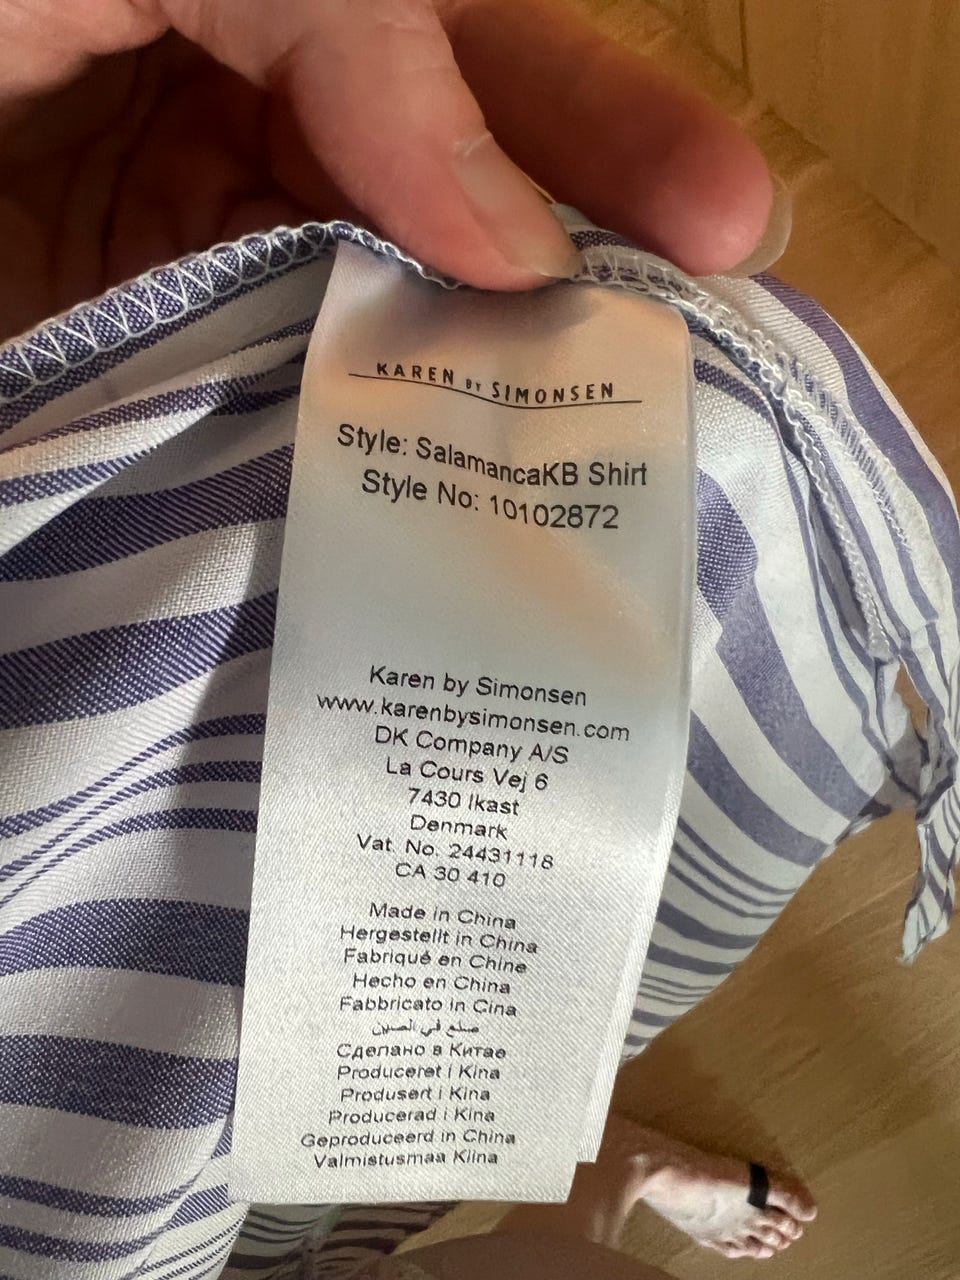 KAREN BY SIMONSEN
Style: SalamancaKB Shirt
Style No: 10102872
Karen by Simonsen
www.karenbysimonsen.com
DK Company A/S
La Cours Vej 6
7430 Ikast
Denmark
Vat. No. 24431118
CA 30 410
Made in China
Hergestellt in China
Fabriqué en Chine
Hecho en China
Fabbricato in Cina
صنع في الصين
Сделано в Китае
Produceret i Kina
Produsert i Kina
Producerad i Kina
Geproduceerd in China
Valmistusmaa Kiina